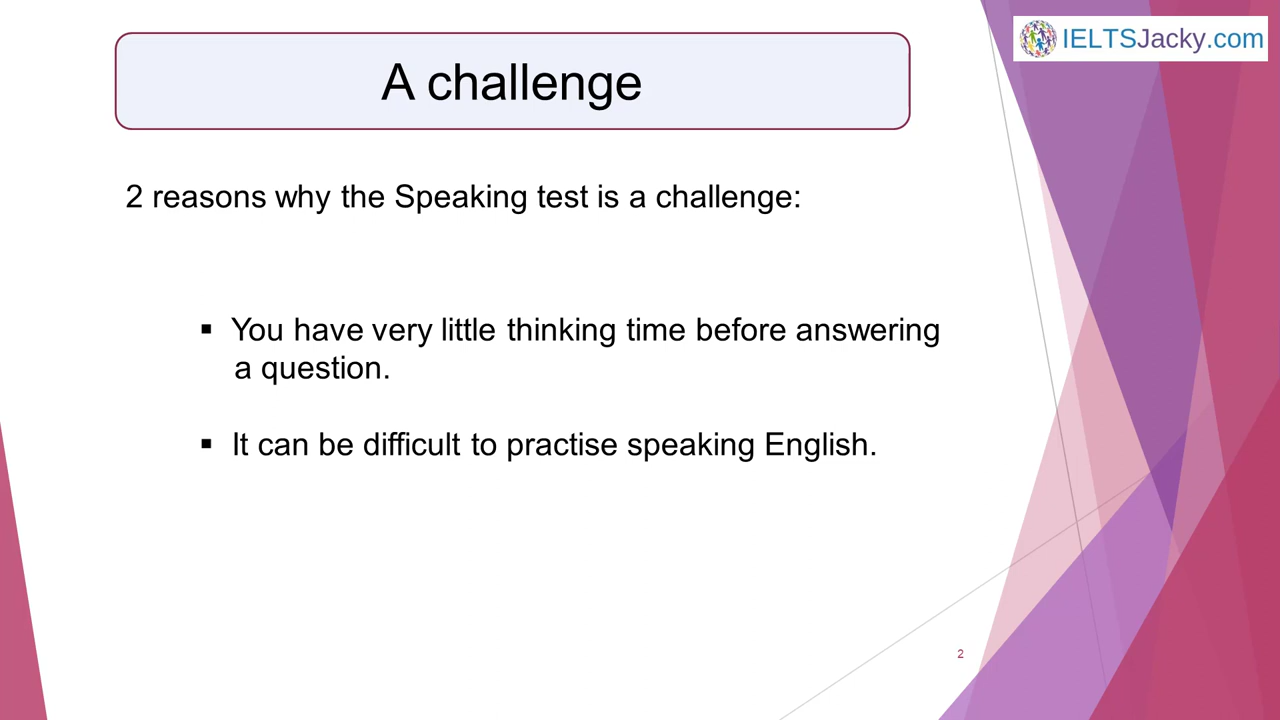 IELTSJacky.com
A challenge
2 reasons why the Speaking test is a challenge:
▪ You have very little thinking time before answering
a question.
▪ It can be difficult to practise speaking English.
2